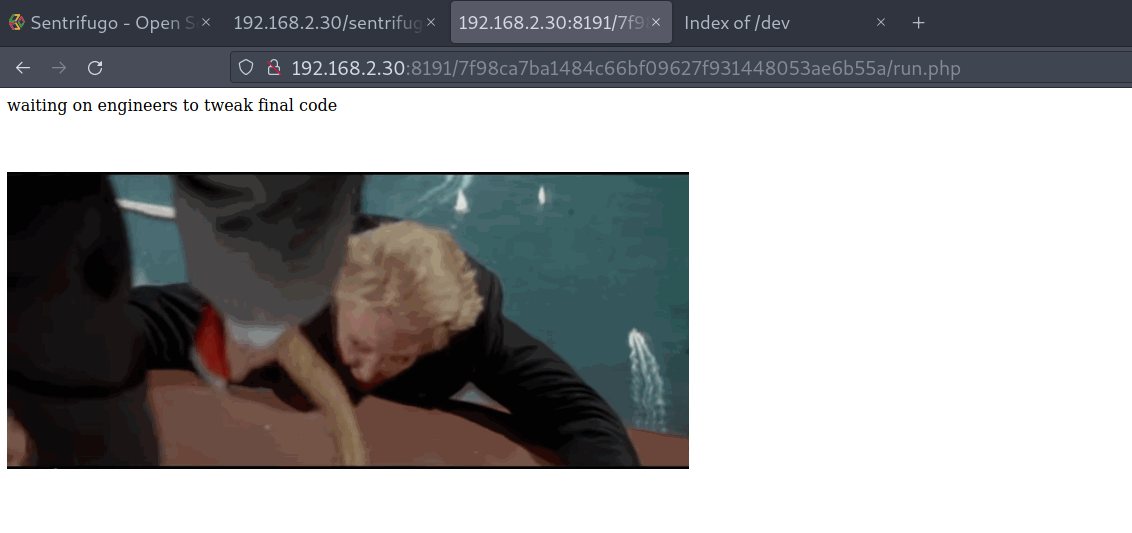 Sentrifugo - Open S
192.168.2.30/sentrifug
192.168.2.30:8191/7f9
Index of /dev
192.168.2.30:8191/7f98ca7ba1484c66bf09627f931448053ae6b55a/run.php
waiting on engineers to tweak final code